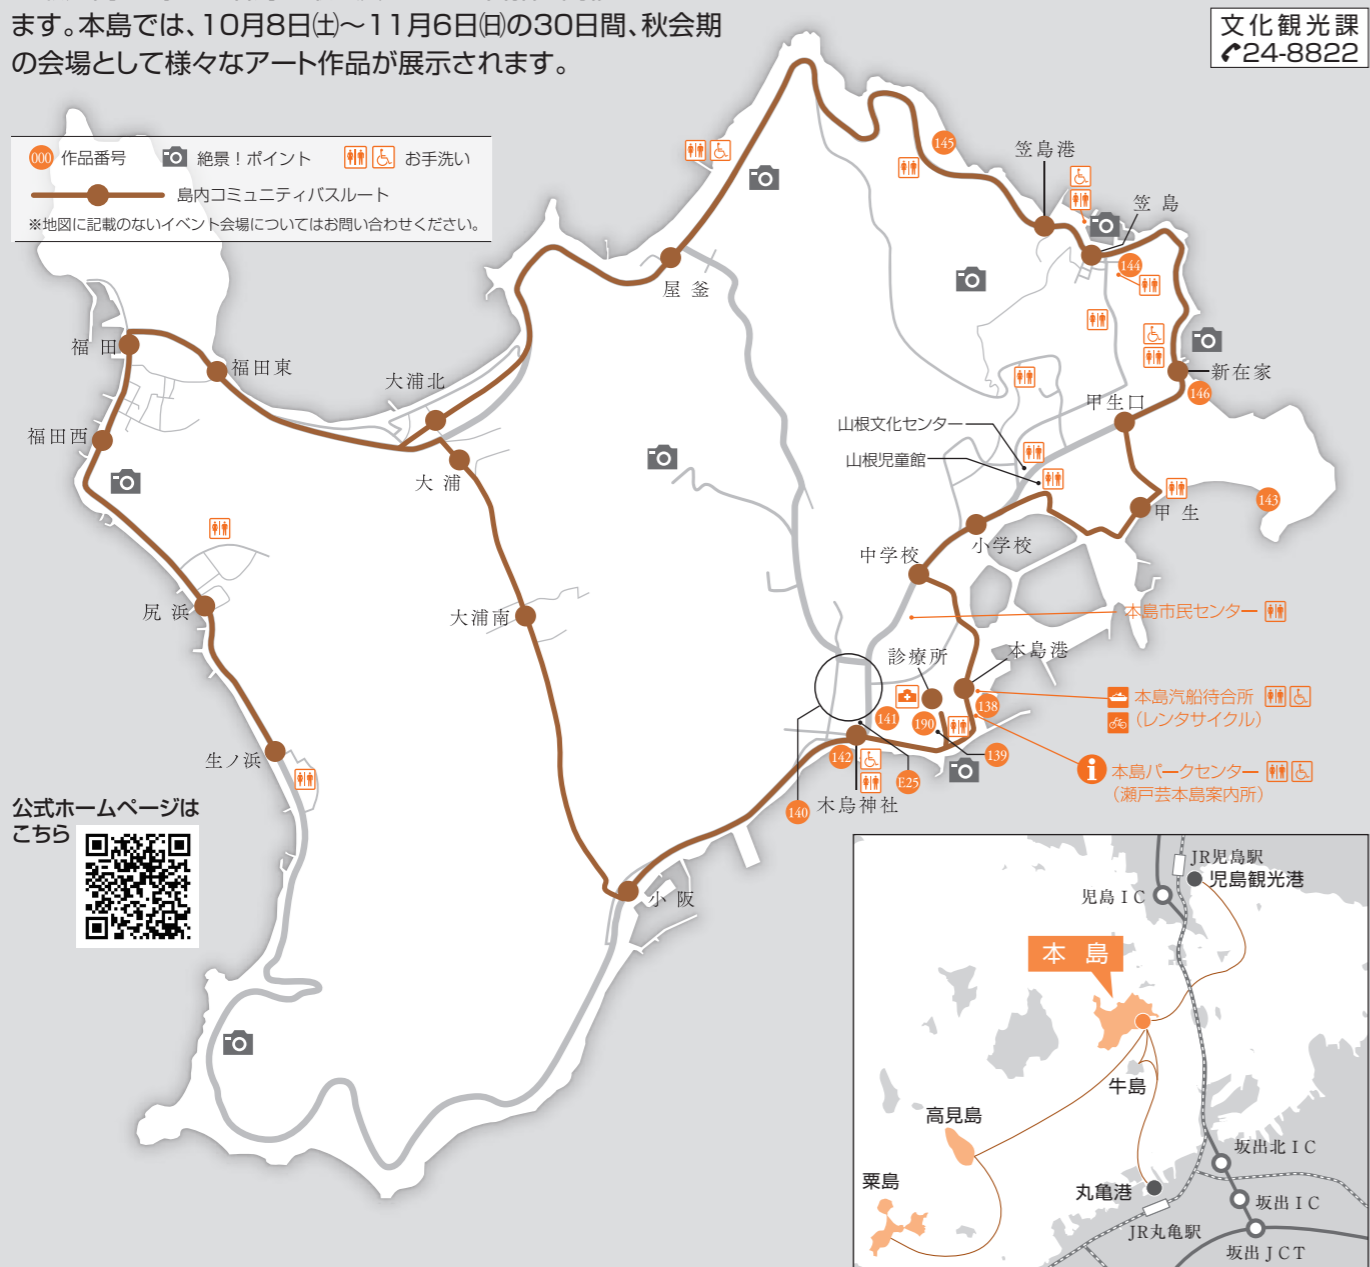 ます。本島では、10月8日㈯～11月6日㈰の30日間、秋会期
の会場として様々なアート作品が展示されます。
文化観光課
24-8822
000 作品番号 絶景！ポイント お手洗い
島内コミュニティバスルート
※地図に記載のないイベント会場についてはお問い合わせください。
145
笠島港
笠 島
144
屋 釜
福 田
福田東
大浦北
新在家
146
甲生口
福田西
山根文化センター
山根児童館
大 浦
143
甲 生
小学校
中学校
尻 浜
大浦南
本島市民センター
診療所
本島港
本島汽船待合所
（レンタサイクル）
138
141
190
生ノ浜
142
139
E25
i 本島パークセンター
（瀬戸芸本島案内所）
140
木烏神社
公式ホームページは
こちら
小 阪
JR児島駅
児島観光港
児島IC
本 島
牛島
高見島
坂出北IC
粟島
丸亀港
坂出IC
JR丸亀駅
坂出JCT